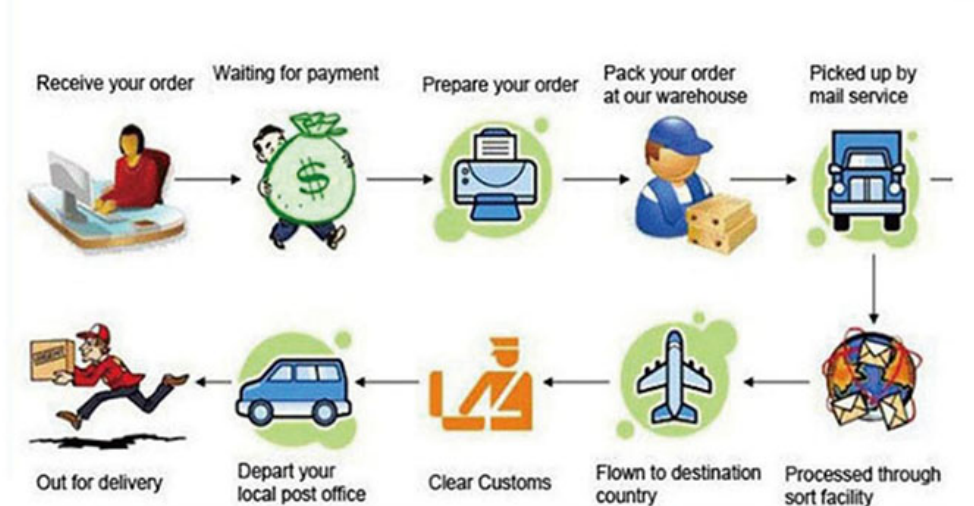 Receive your order
Waiting for payment
Prepare your order
Pack your order
at our warehouse
Picked up by
mail service
$
URGENT
Out for delivery
Depart your
local post office
Clear Customs
Flown to destination
country
Processed through
sort facility